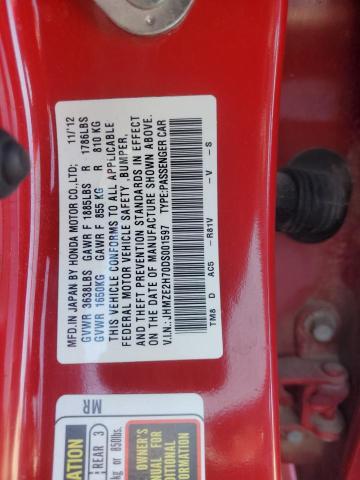 MFD.IN JAPAN BY HONDA MOTOR CO.,LTD; 11/12
GVWR 3638LBS GAWR F 1885LBS R 1786LBS
GVWR 1650KG GAWR F 855 KG R 810 KG
THIS VEHICLE CONFORMS TO ALL APPLICABLE
FEDERAL MOTOR VEHICLE SAFETY, BUMPER,
AND THEFT PREVENTION STANDARDS IN EFFECT
ON THE DATE OF MANUFACTURE SHOWN ABOVE.
V.I.N.:JHMZE2H70DS001597 TYPE:PASSENGER CAR
TM8 D AC5 -R81V -V -S
MR
REAR 3
kg or 850lbs.
OWNER'S